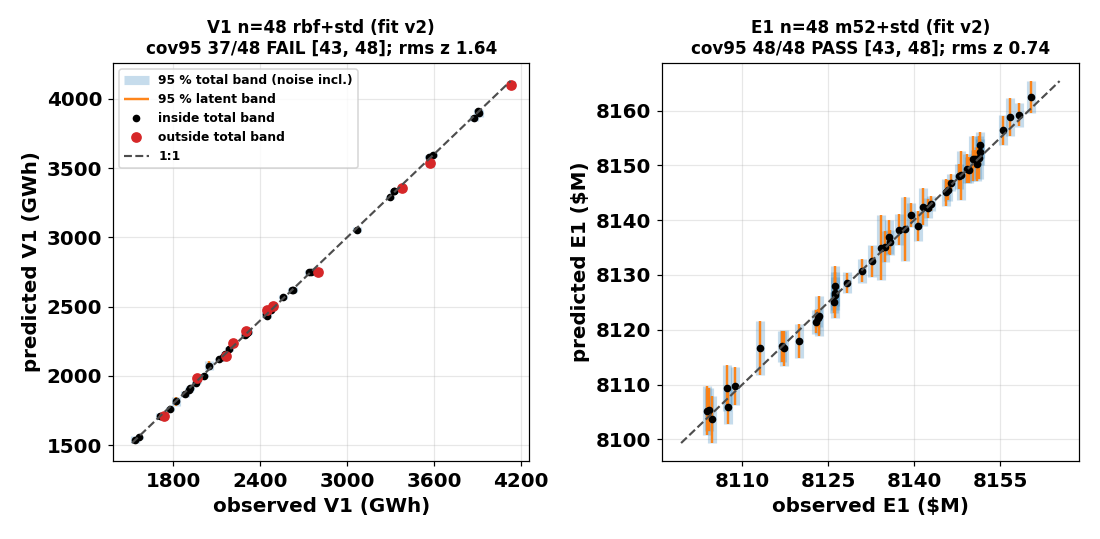 V1 n=48 rbf+std (fit v2)
cov95 37/48 FAIL [43, 48]; rms z 1.64
95 % total band (noise incl.)
95 % latent band
inside total band
outside total band
1:1
4000
3500
3000
2500
2000
1500
1800 2400 3000 3600 4200
predicted V1 (GWh)
observed V1 (GWh)
E1 n=48 m52+std (fit v2)
cov95 48/48 PASS [43, 48]; rms z 0.74
8160
8150
8140
8130
8120
8110
8100
8110 8125 8140 8155
predicted E1 ($M)
observed E1 ($M)